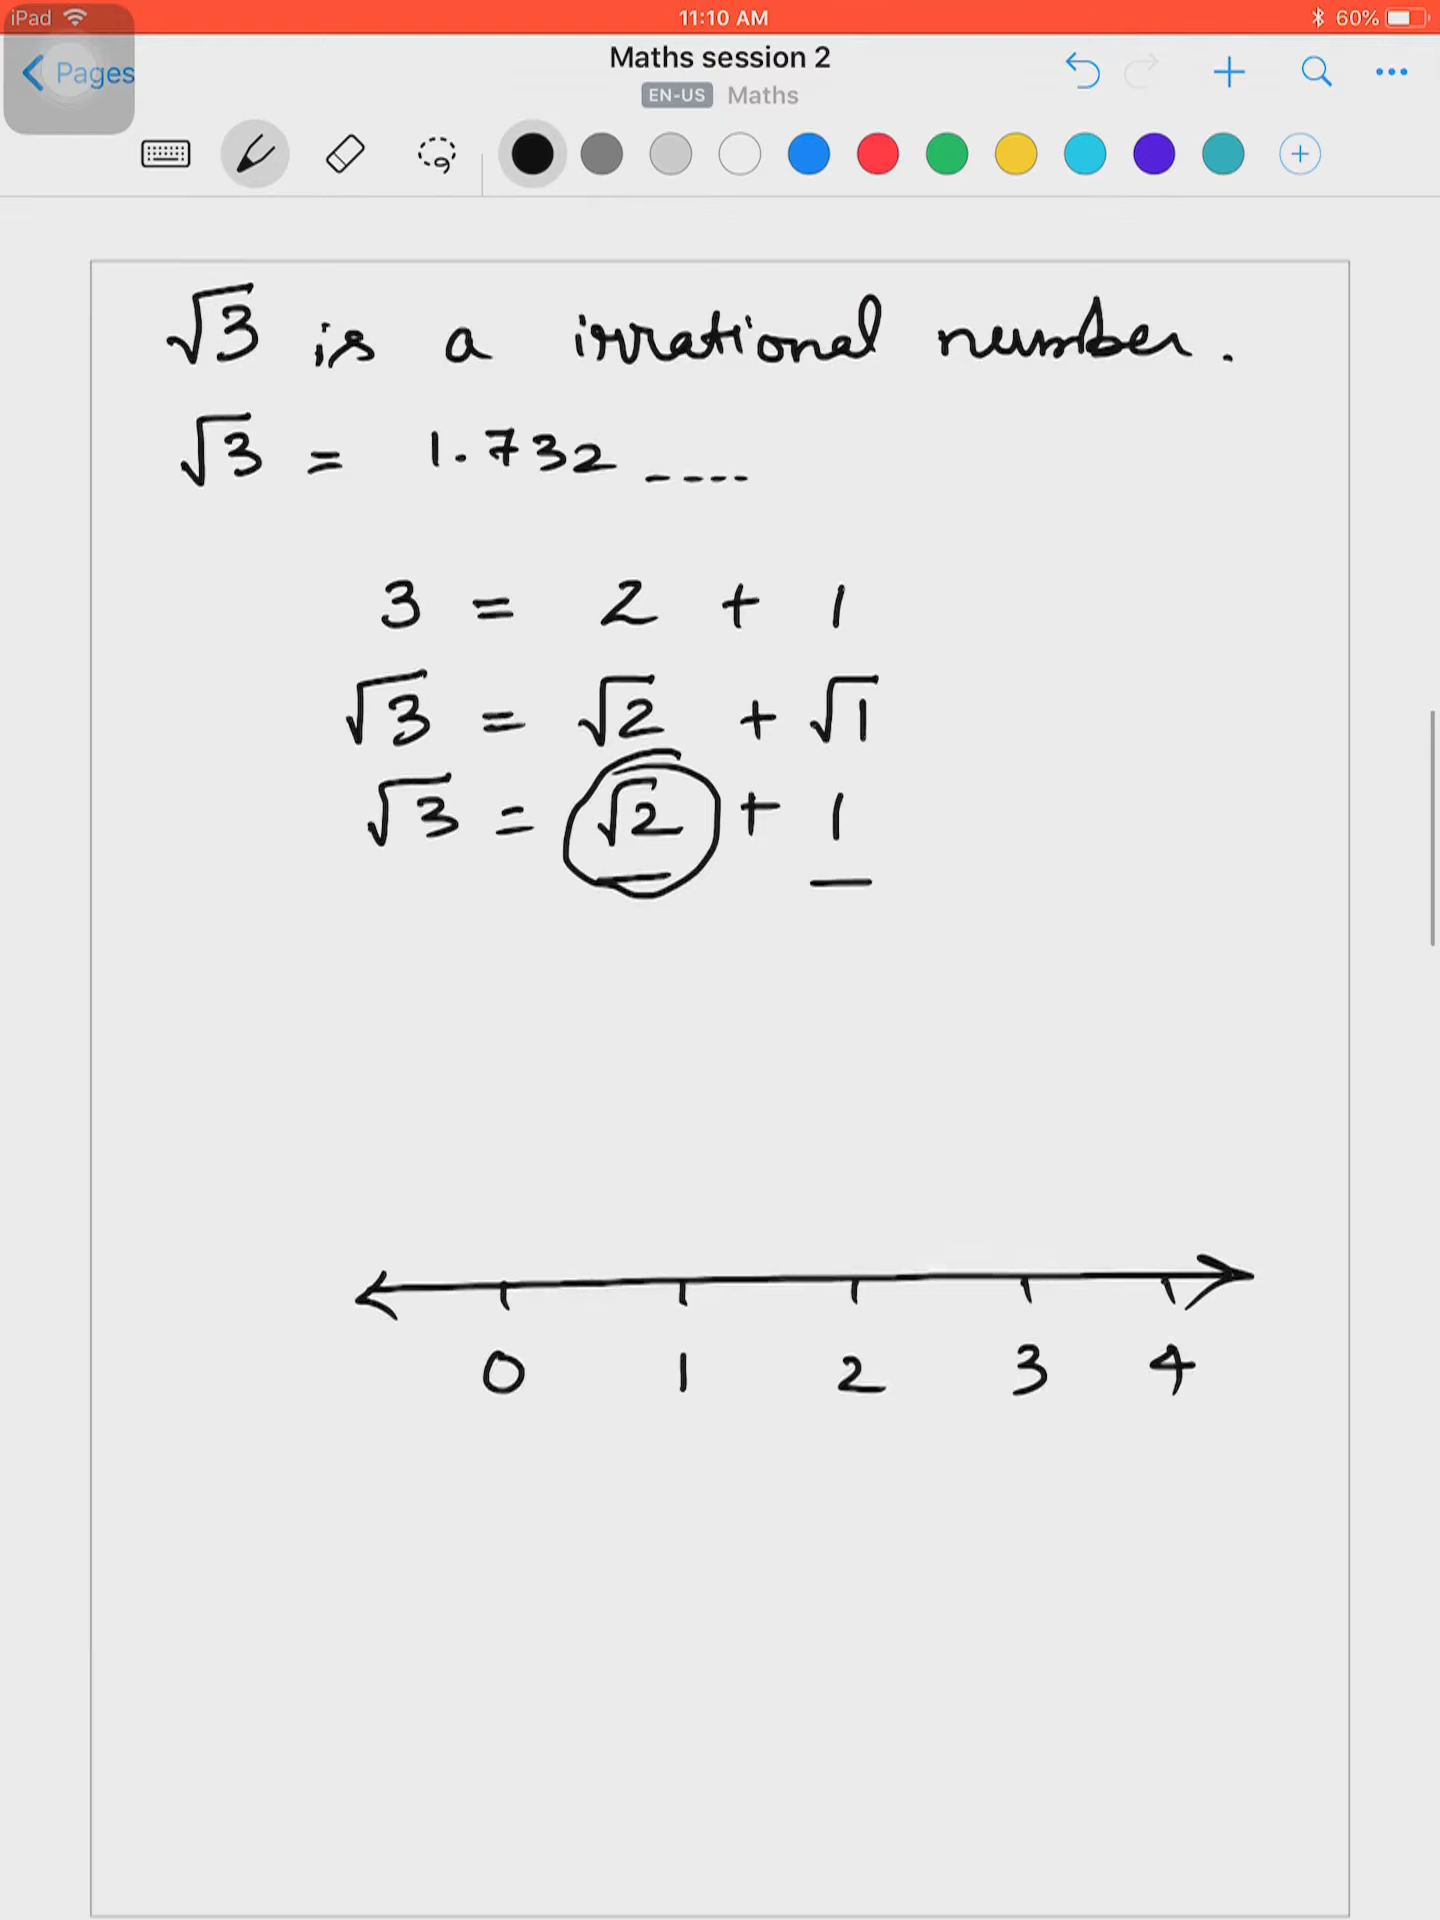 iPad 11:10 AM 60%
Pages Maths session 2
EN-US Maths
√3 is a irrational number.
√3 = 1.732 ----
3 = 2 + 1
√3 = √2 + √1
√3 = √2 + 1
0 1 2 3 4